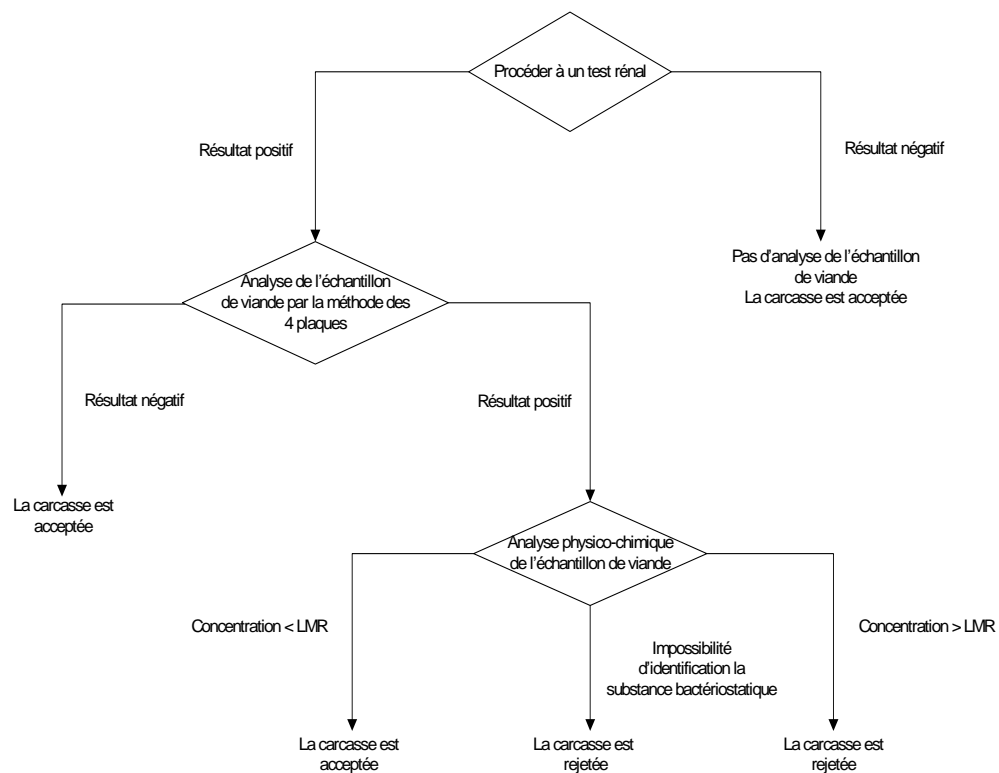 Procéder à un test rénal
Résultat positif
Résultat négatif
Pas d'analyse de l'échantillon
de viande
La carcasse est acceptée
Analyse de l'échantillon
de viande par la méthode des
4 plaques
Résultat négatif
Résultat positif
La carcasse est
acceptée
Analyse physico-chimique
de l'échantillon de viande
Concentration < LMR
Impossibilité
d'identification la
substance bactériostatique
Concentration > LMR
La carcasse est
acceptée
La carcasse est
rejetée
La carcasse est
rejetée